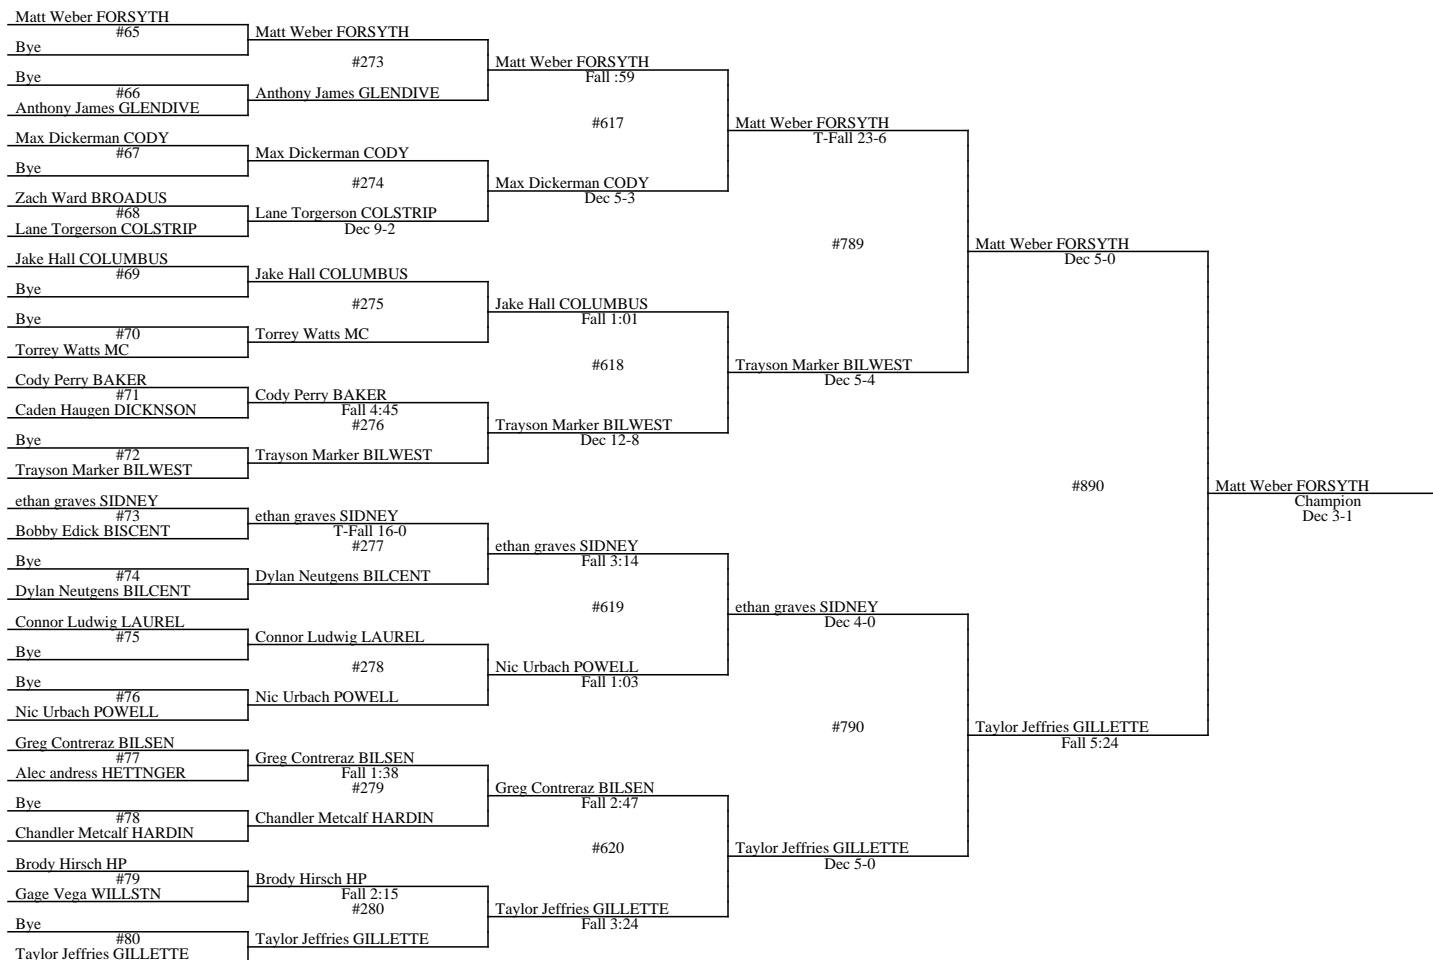 Matt Weber FORSYTH
#65
Bye
Bye
#66
Anthony James GLENDIVE
Max Dickerman CODY
#67
Bye
Zach Ward BROADUS
#68
Lane Torgerson COLSTRIP
Jake Hall COLUMBUS
#69
Bye
Bye
#70
Torrey Watts MC
Cody Perry BAKER
#71
Caden Haugen DICKNSON
Bye
#72
Trayson Marker BILWEST
ethan graves SIDNEY
#73
Bobby Edick BISCENT
Bye
#74
Dylan Neutgens BILCENT
Connor Ludwig LAUREL
#75
Bye
Bye
#76
Nic Urbach POWELL
Greg Contreraz BILSEN
#77
Alec andress HETTNGER
Bye
#78
Chandler Metcalf HARDIN
Brody Hirsch HP
#79
Gage Vega WILLSTN
Bye
#80
Taylor Jeffries GILLETTE
Matt Weber FORSYTH
#273
Anthony James GLENDIVE
Max Dickerman CODY
#274
Lane Torgerson COLSTRIP
Dec 9-2
Jake Hall COLUMBUS
#275
Torrey Watts MC
Cody Perry BAKER
Fall 4:45
#276
Trayson Marker BILWEST
ethan graves SIDNEY
T-Fall 16-0
#277
Dylan Neutgens BILCENT
Connor Ludwig LAUREL
#278
Nic Urbach POWELL
Greg Contreraz BILSEN
Fall 1:38
#279
Chandler Metcalf HARDIN
Brody Hirsch HP
Fall 2:15
#280
Taylor Jeffries GILLETTE
Matt Weber FORSYTH
Fall :59
#617
Max Dickerman CODY
Dec 5-3
Jake Hall COLUMBUS
Fall 1:01
#618
Trayson Marker BILWEST
Dec 12-8
ethan graves SIDNEY
Fall 3:14
#619
Nic Urbach POWELL
Fall 1:03
Greg Contreraz BILSEN
Fall 2:47
#620
Taylor Jeffries GILLETTE
Fall 3:24
Matt Weber FORSYTH
T-Fall 23-6
#789
Trayson Marker BILWEST
Dec 5-4
ethan graves SIDNEY
Dec 4-0
#790
Taylor Jeffries GILLETTE
Dec 5-0
Matt Weber FORSYTH
Dec 5-0
#890
Taylor Jeffries GILLETTE
Fall 5:24
Matt Weber FORSYTH
Champion
Dec 3-1